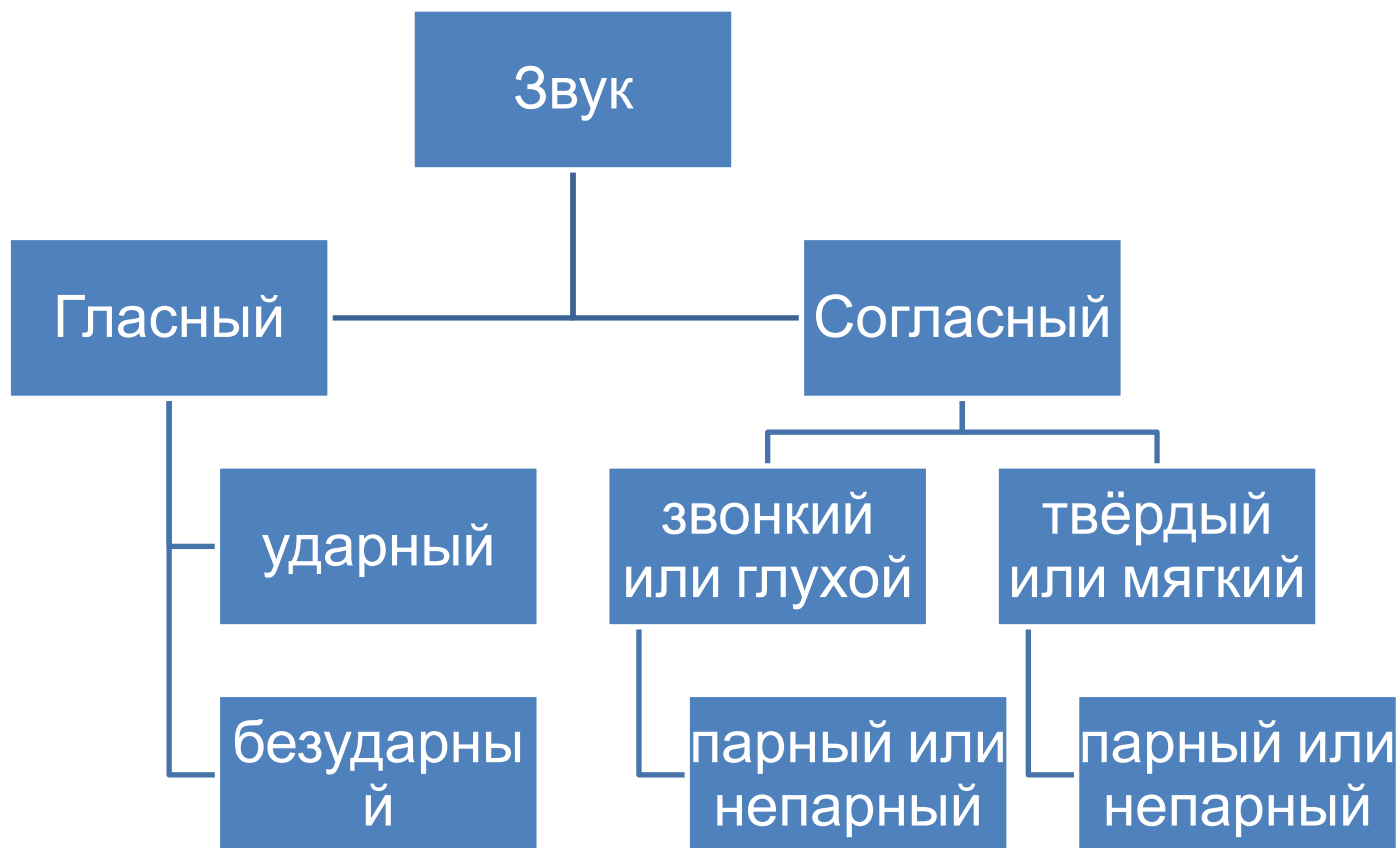 Звук
Гласный
Согласный
ударный
безударны
й
звонкий
или глухой
парный или
непарный
твёрдый
или мягкий
парный или
непарный